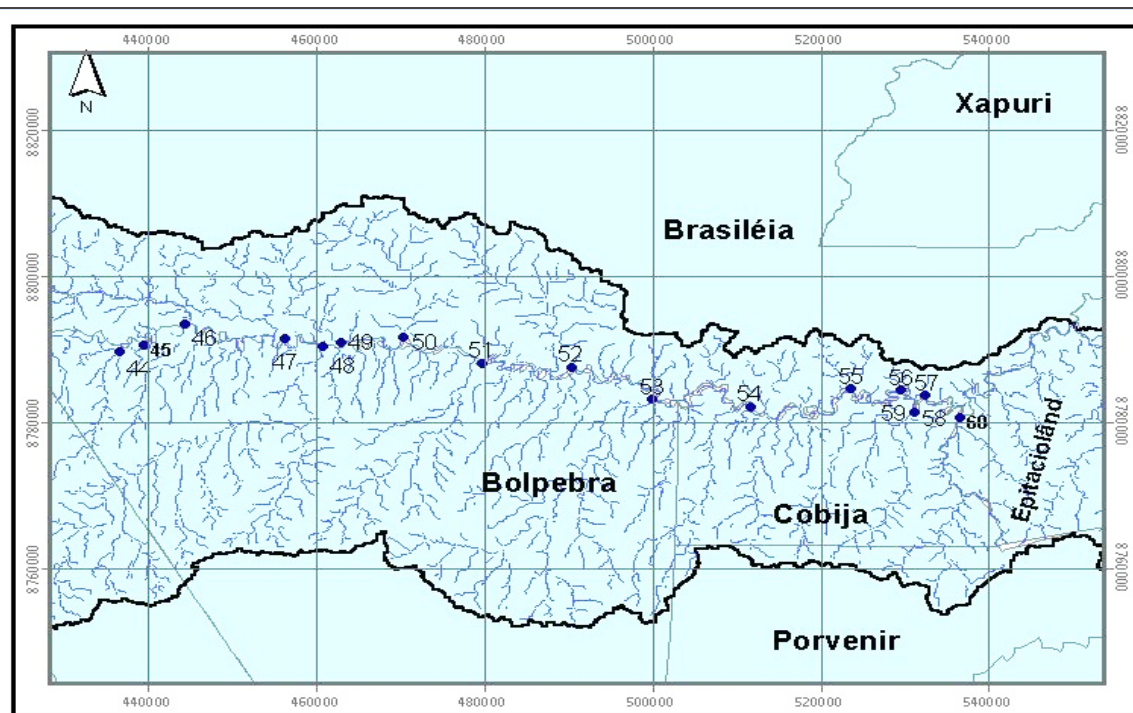 440000 460000 480000 500000 520000 540000
N
Xapuri
8820000 8820000
Brasiléia
8800000 8800000
46 47 48 49 50
44 45
51 52
53 54
55 56 57
59 58 60
8780000 8780000
Bolpebra
Cobija
Epitaciolând
8760000 8760000
Porvenir
440000 460000 480000 500000 520000 540000